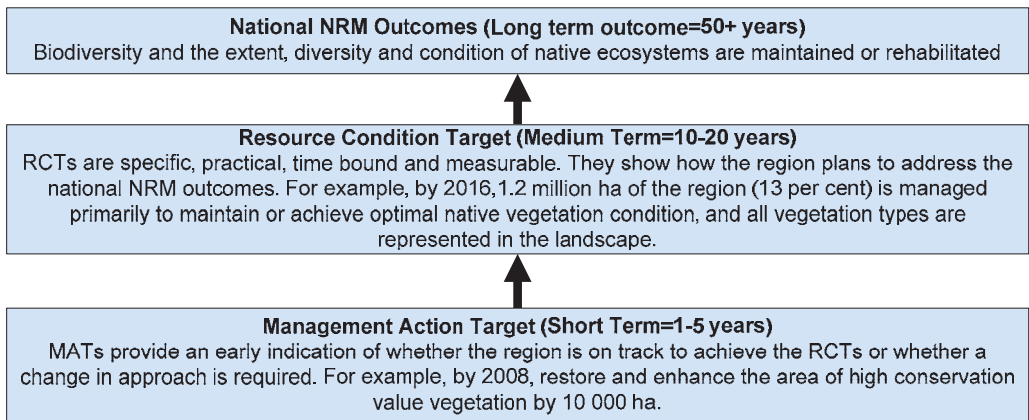 National NRM Outcomes (Long term outcome=50+ years)
Biodiversity and the extent, diversity and condition of native ecosystems are maintained or rehabilitated
Resource Condition Target (Medium Term=10-20 years)
RCTs are specific, practical, time bound and measurable. They show how the region plans to address the
national NRM outcomes. For example, by 2016,1.2 million ha of the region (13 per cent) is managed
primarily to maintain or achieve optimal native vegetation condition, and all vegetation types are
represented in the landscape.
Management Action Target (Short Term=1-5 years)
MATs provide an early indication of whether the region is on track to achieve the RCTs or whether a
change in approach is required. For example, by 2008, restore and enhance the area of high conservation
value vegetation by 10 000 ha.